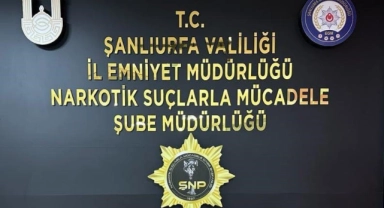 T.C.
ŞANLIURFA VALİLİĞİ
İL EMNİYET MÜDÜRLÜĞÜ
NARKOTİK SUÇLARLA MÜCADELE
ŞUBE MÜDÜRLÜĞÜ
SNP